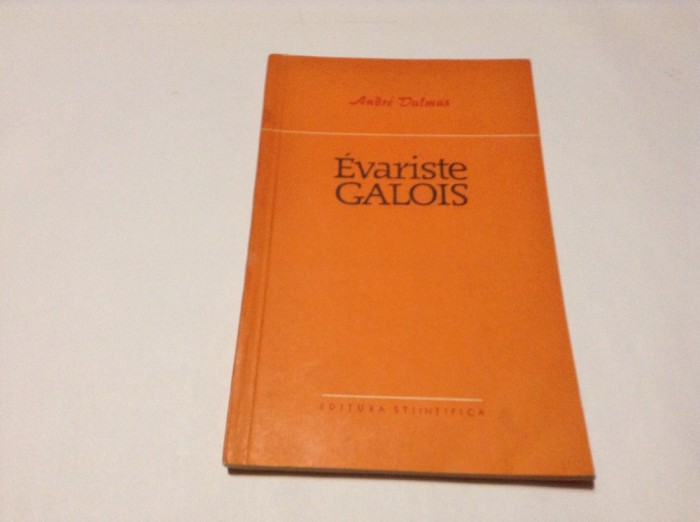 André Dalmas
Évariste
GALOIS
EDITURA ȘTIINȚIFICĂ